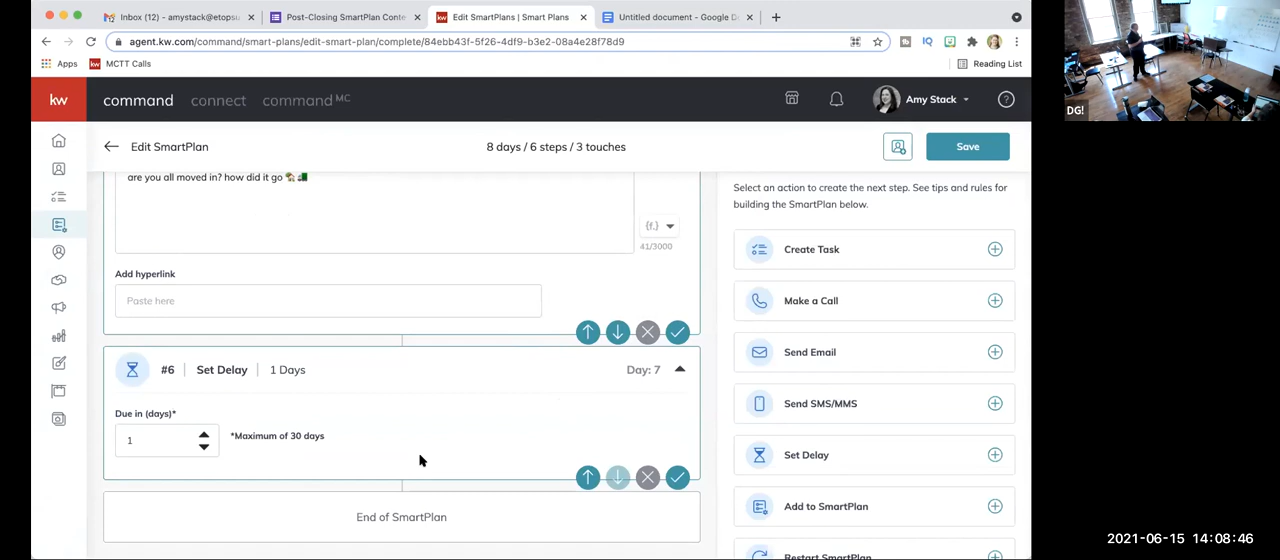 Inbox (12) - amystack@etopsu
Post-Closing SmartPlan Conte
Edit SmartPlans | Smart Plans
Untitled document - Google D
agent.kw.com/command/smart-plans/edit-smart-plan/complete/84ebb43f-5f26-4df9-b3e2-08a4e28f78d9
IQ
Apps
kw
MCTT Calls
Reading List
kw
command
connect
command MC
Amy Stack
?
Edit SmartPlan
8 days / 6 steps / 3 touches
Save
are you all moved in? how did it go
{f.}
41/3000
Add hyperlink
Paste here
#6
Set Delay
1 Days
Day: 7
Due in (days)*
1
*Maximum of 30 days
End of SmartPlan
Select an action to create the next step. See tips and rules for
building the SmartPlan below.
Create Task
Make a Call
Send Email
Send SMS/MMS
Set Delay
Add to SmartPlan
Restart SmartPlan
DG!
2021-06-15 14:08:46